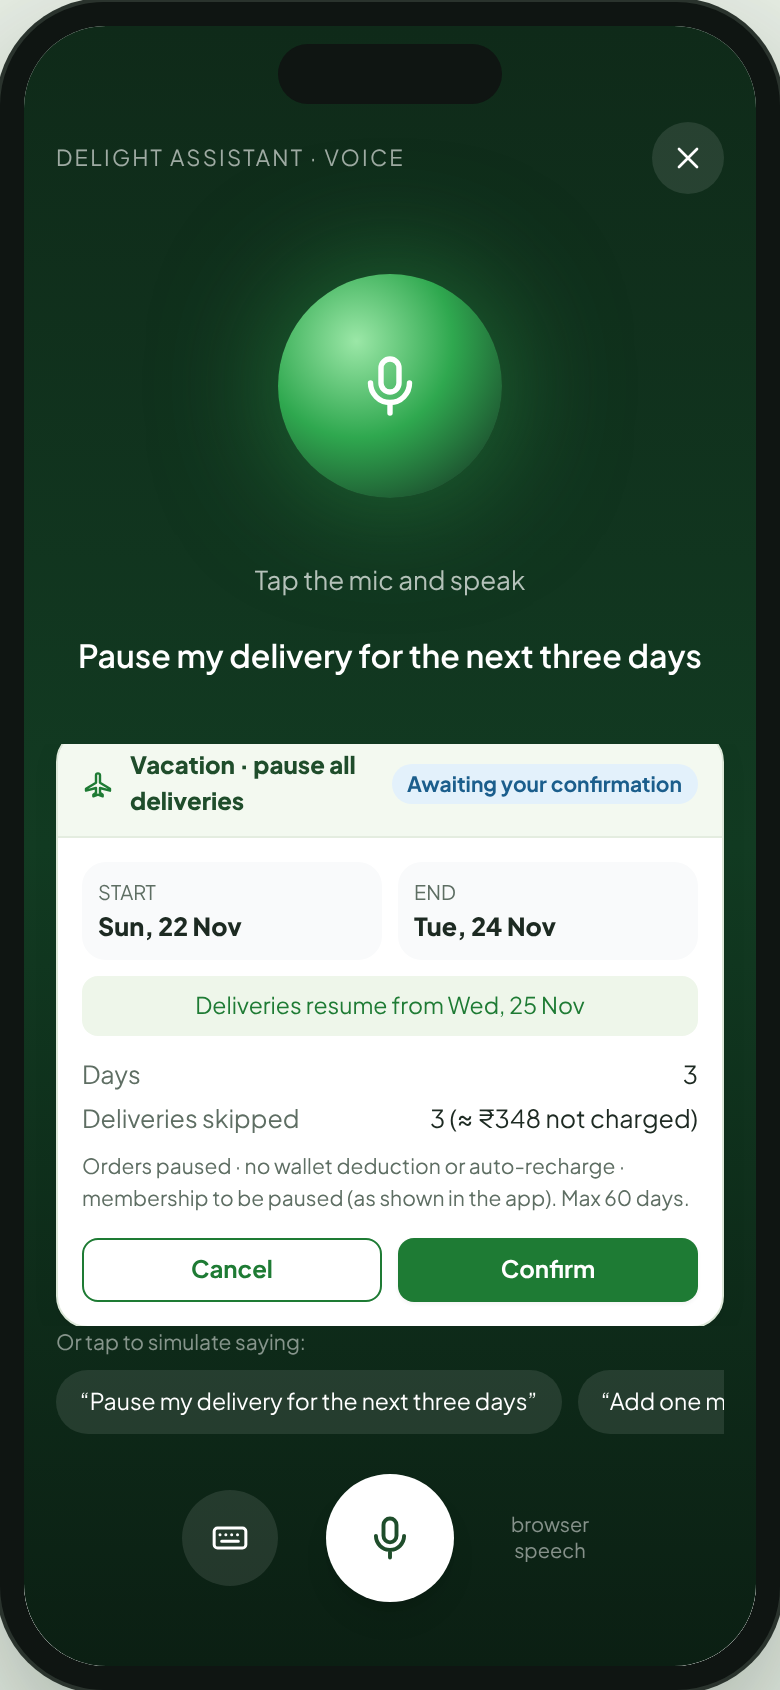 DELIGHT ASSISTANT · VOICE
Tap the mic and speak
Pause my delivery for the next three days
Vacation · pause all
deliveries
Awaiting your confirmation
START
Sun, 22 Nov
END
Tue, 24 Nov
Deliveries resume from Wed, 25 Nov
Days 3
Deliveries skipped 3 (≈ ₹348 not charged)
Orders paused · no wallet deduction or auto-recharge ·
membership to be paused (as shown in the app). Max 60 days.
Cancel
Confirm
Or tap to simulate saying:
“Pause my delivery for the next three days”
“Add one m
browser
speech